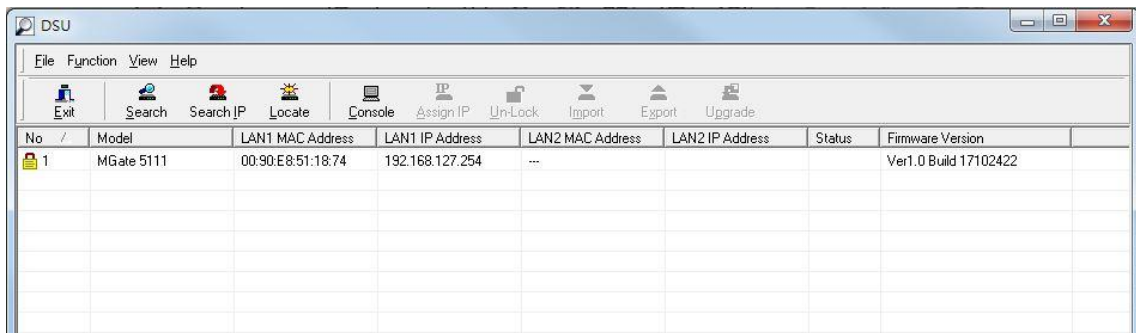 DSU
File Function View Help
Exit Search Search IP Locate Console Assign IP Un-Lock Import Export Upgrade
No / Model LAN1 MAC Address LAN1 IP Address LAN2 MAC Address LAN2 IP Address Status Firmware Version
1 MGate 5111 00:90:E8:51:18:74 192.168.127.254 --- Ver1.0 Build 17102422